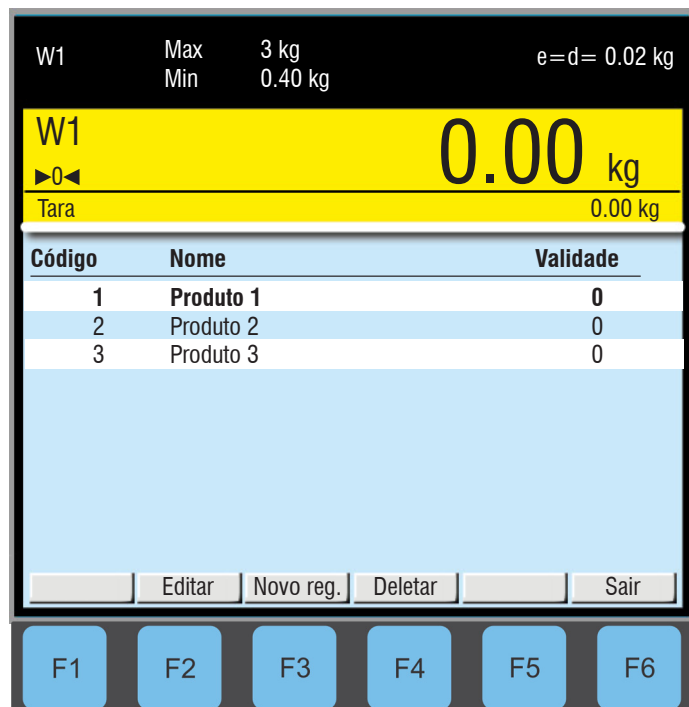 W1 Max 3 kg e=d= 0.02 kg
Min 0.40 kg
W1 0.00 kg
►0◄
Tara 0.00 kg
Código Nome Validade
1 Produto 1 0
2 Produto 2 0
3 Produto 3 0
Editar Novo reg. Deletar Sair
F1 F2 F3 F4 F5 F6